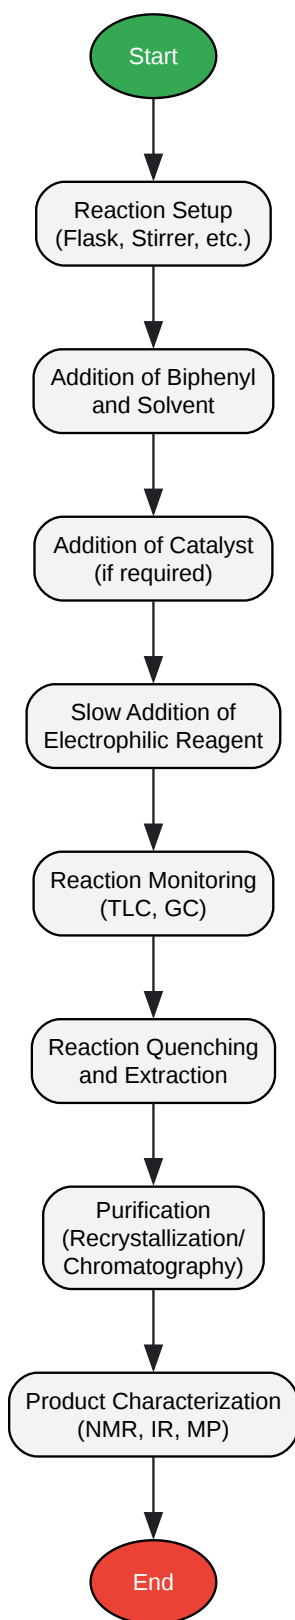 Start
Reaction Setup
(Flask, Stirrer, etc.)
Addition of Biphenyl
and Solvent
Addition of Catalyst
(if required)
Slow Addition of
Electrophilic Reagent
Reaction Monitoring
(TLC, GC)
Reaction Quenching
and Extraction
Purification
(Recrystallization/
Chromatography)
Product Characterization
(NMR, IR, MP)
End